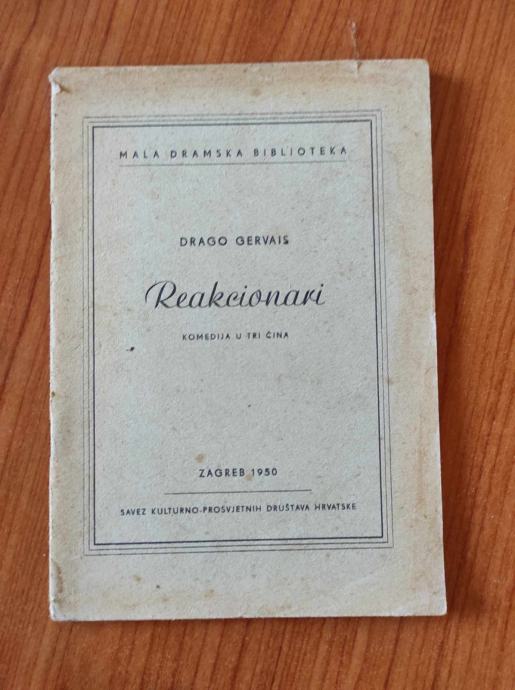 MALA DRAMSKA BIBLIOTEKA
DRAGO GERVAIS
Reakcionari
KOMEDIJA U TRI ČINA
ZAGREB 1950
SAVEZ KULTURNO-PROSVJETNIH DRUŠTAVA HRVATSKE